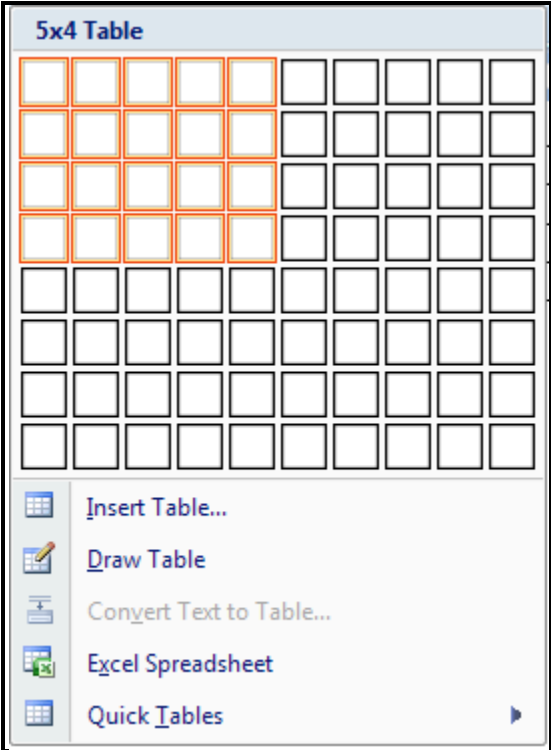 5x4 Table
Insert Table...
Draw Table
Convert Text to Table...
Excel Spreadsheet
Quick Tables